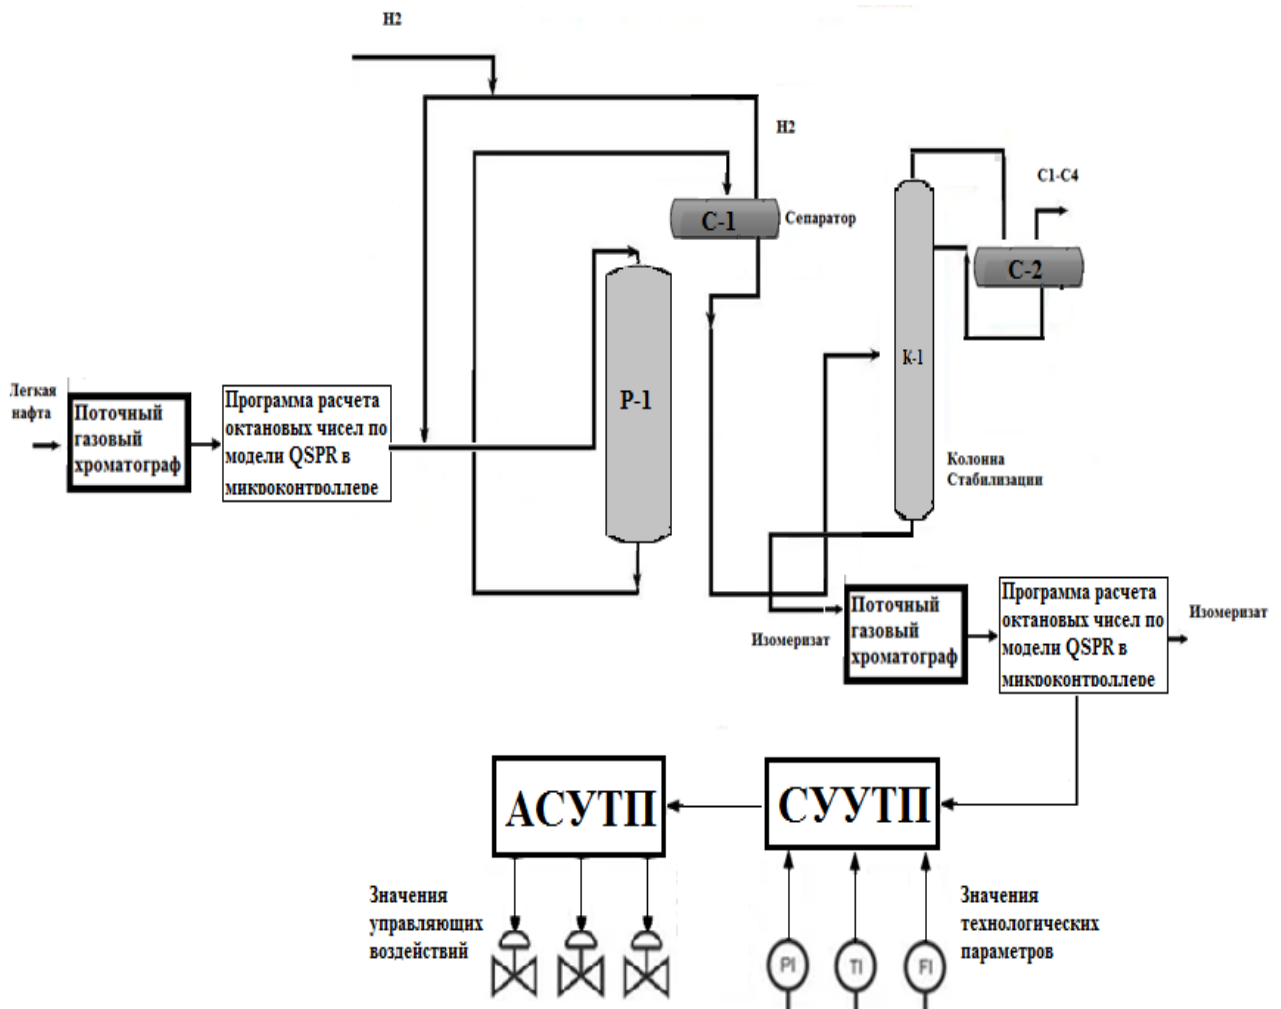 H2
H2
C1-C4
С-1
Сепаратор
С-2
К-1
Р-1
Легкая
нафта
Поточный
газовый
хроматограф
Программа расчета
октановых чисел по
модели QSPR в
микроконтроллере
Колонна
Стабилизации
Изомеризат
Поточный
газовый
хроматограф
Программа расчета
октановых чисел по
модели QSPR в
микроконтроллере
Изомеризат
АСУТП
СУУТП
Значения
управляющих
воздействий
Значения
технологических
параметров
PI
TI
FI